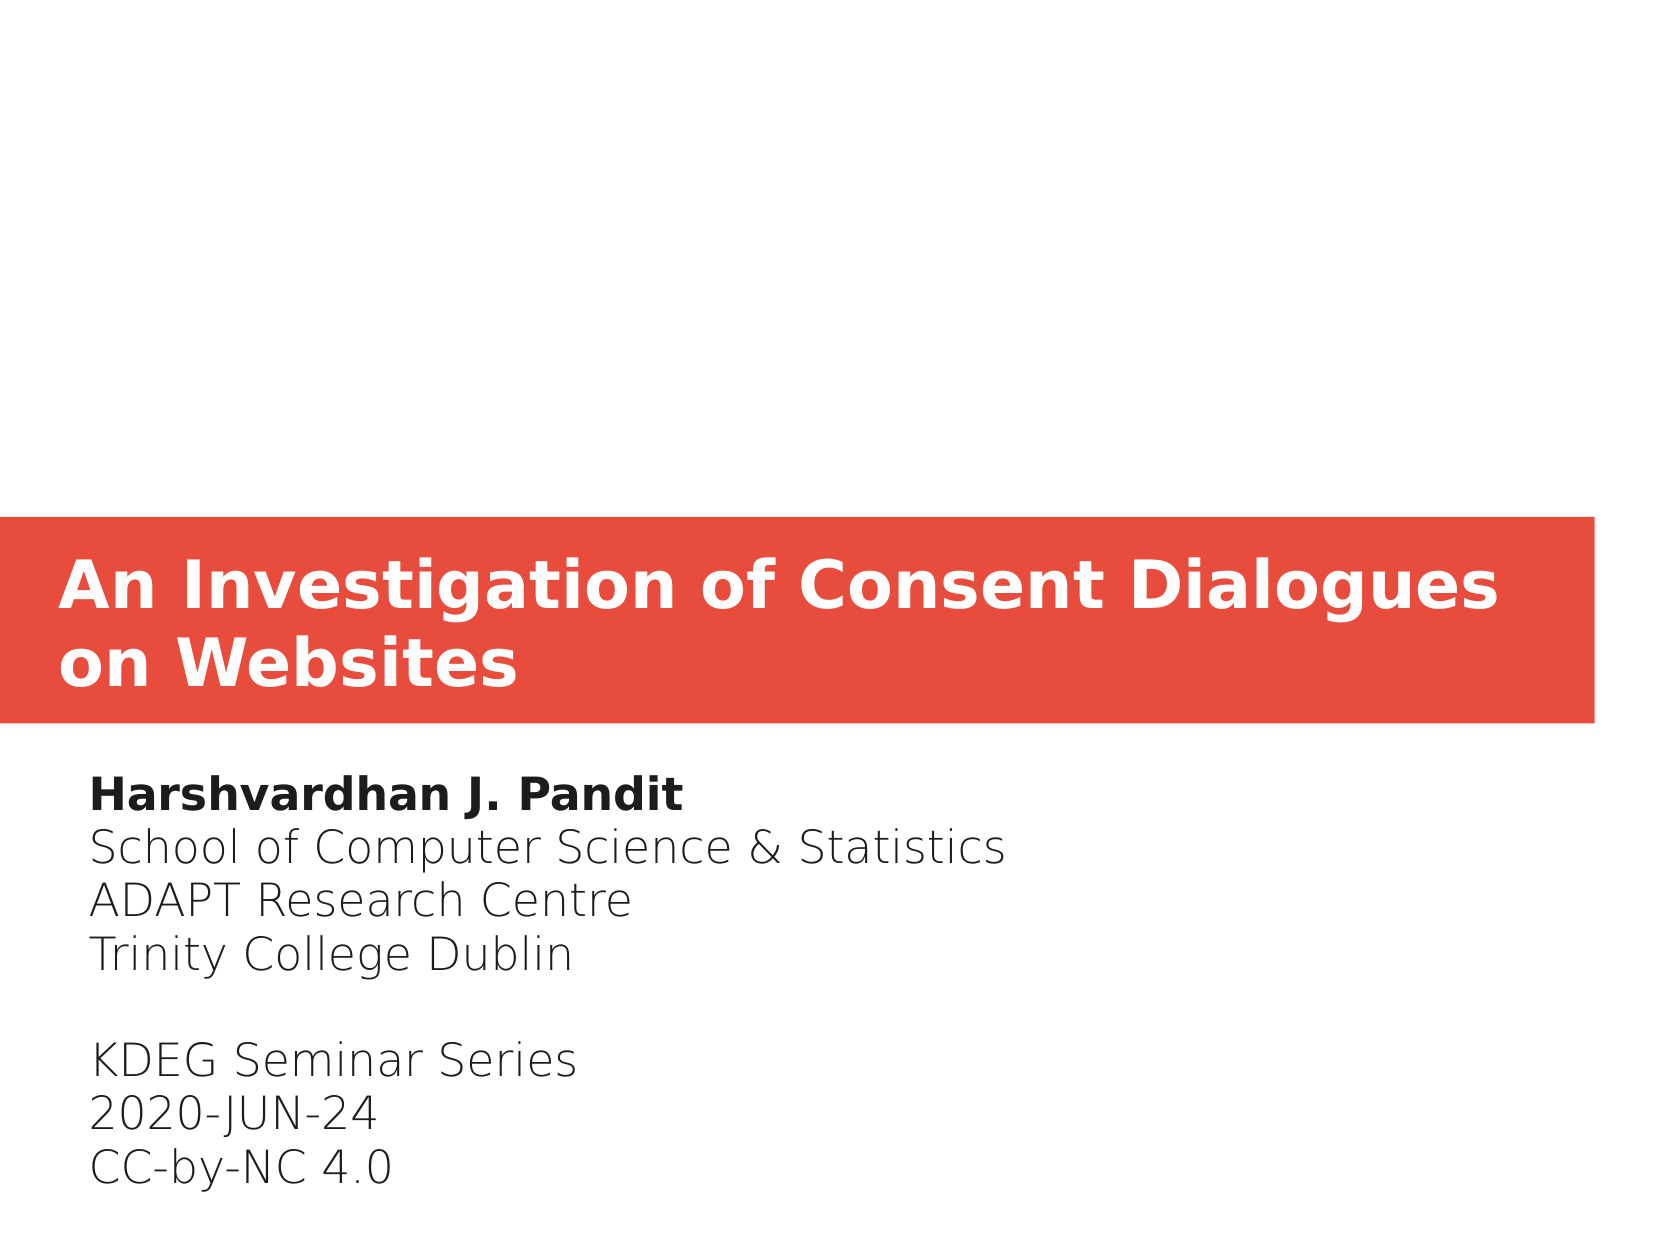 An Investigation of Consent Dialogues
on Websites
Harshvardhan J. Pandit
School of Computer Science & Statistics
ADAPT Research Centre
Trinity College Dublin
KDEG Seminar Series
2020-JUN-24
CC-by-NC 4.0